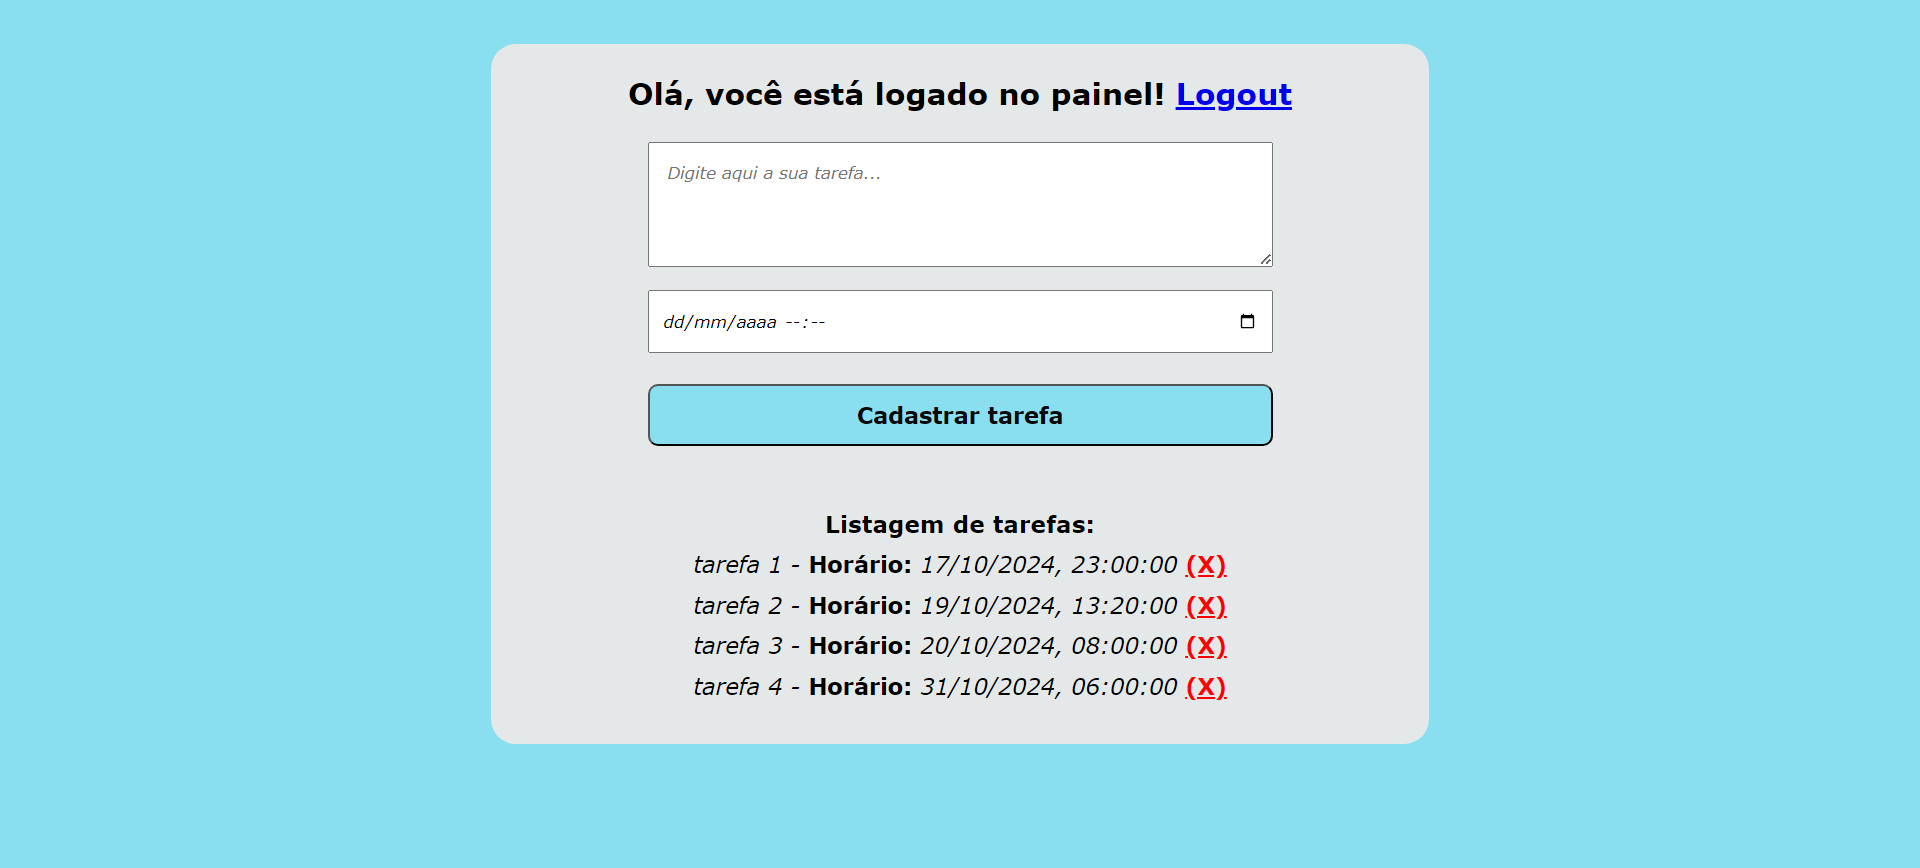 Olá, você está logado no painel! Logout
Digite aqui a sua tarefa...
dd/mm/aaaa --:--
Cadastrar tarefa
Listagem de tarefas:
tarefa 1 - Horário: 17/10/2024, 23:00:00 (X)
tarefa 2 - Horário: 19/10/2024, 13:20:00 (X)
tarefa 3 - Horário: 20/10/2024, 08:00:00 (X)
tarefa 4 - Horário: 31/10/2024, 06:00:00 (X)